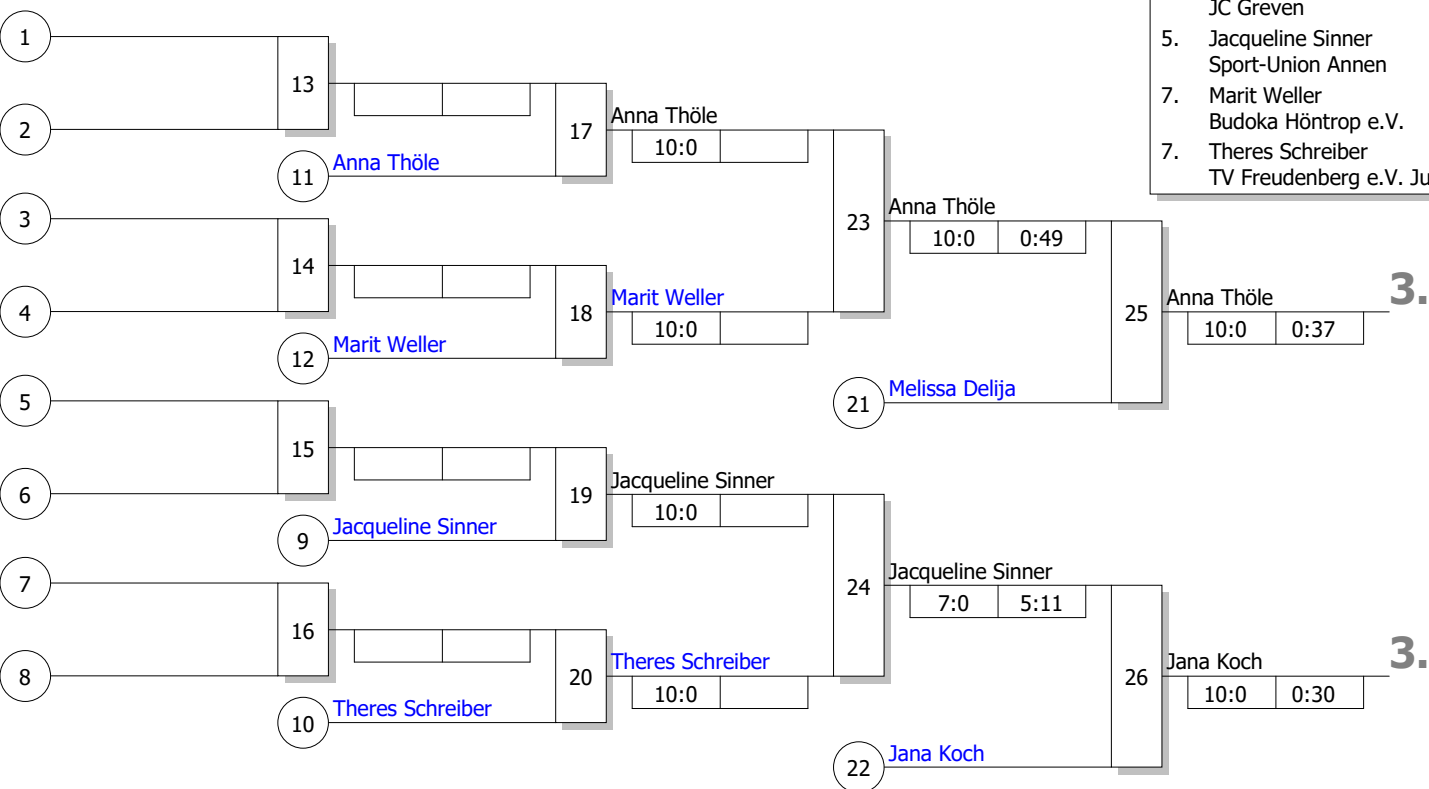 JC Greven
5. Jacqueline Sinner
Sport-Union Annen
7. Marit Weller
Budoka Höntrop e.V.
7. Theres Schreiber
TV Freudenberg e.V. Ju
1
13
2
17
Anna Thöle
10:0
11
Anna Thöle
3
23
Anna Thöle
10:0 0:49
14
4
18
Marit Weller
10:0
12
Marit Weller
25
Anna Thöle
10:0 0:37
3.
5
21
Melissa Delija
15
6
19
Jacqueline Sinner
10:0
9
Jacqueline Sinner
7
24
Jacqueline Sinner
7:0 5:11
16
8
20
Theres Schreiber
10:0
10
Theres Schreiber
26
Jana Koch
10:0 0:30
3.
22
Jana Koch